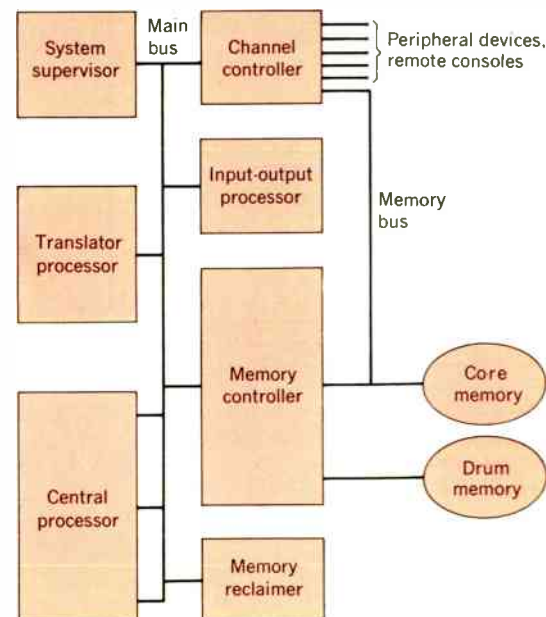 System
supervisor
Main
bus
Channel
controller
Peripheral devices,
remote consoles
Input-output
processor
Memory
bus
Translator
processor
Memory
controller
Core
memory
Central
processor
Drum
memory
Memory
reclaimer